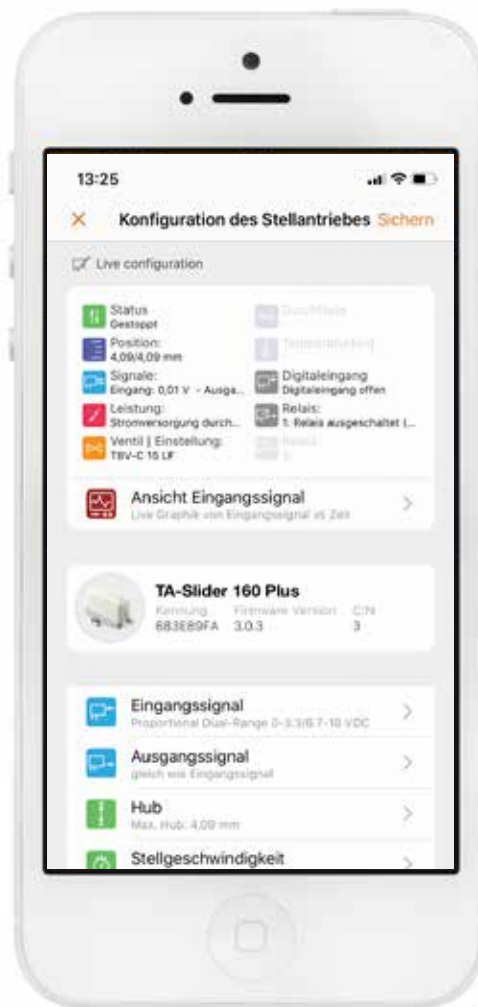 13:25
Konfiguration des Stellantriebes Sichern
Live configuration
Status
Gestoppt
Durchfluss
Position:
4,09/4,09 mm
Signale:
Eingang: 0,01 V - Ausga...
Digitaleingang
Digitaleingang offen
Leistung:
Stromversorgung durch...
Relais:
1. Relais ausgeschaltet (...
Ventil | Einstellung:
TBV-C 15 LF
Ansicht Eingangssignal
Live Graphik von Eingangssignal vs Zeit
TA-Slider 160 Plus
Kennung Firmware Version C/N
683E89FA 3.0.3 3
Eingangssignal
Proportional Dual-Range 0-3.3/6.7-10 VDC
Ausgangssignal
gleich wie Eingangssignal
Hub
Max. Hub: 4,09 mm
Stellgeschwindigkeit